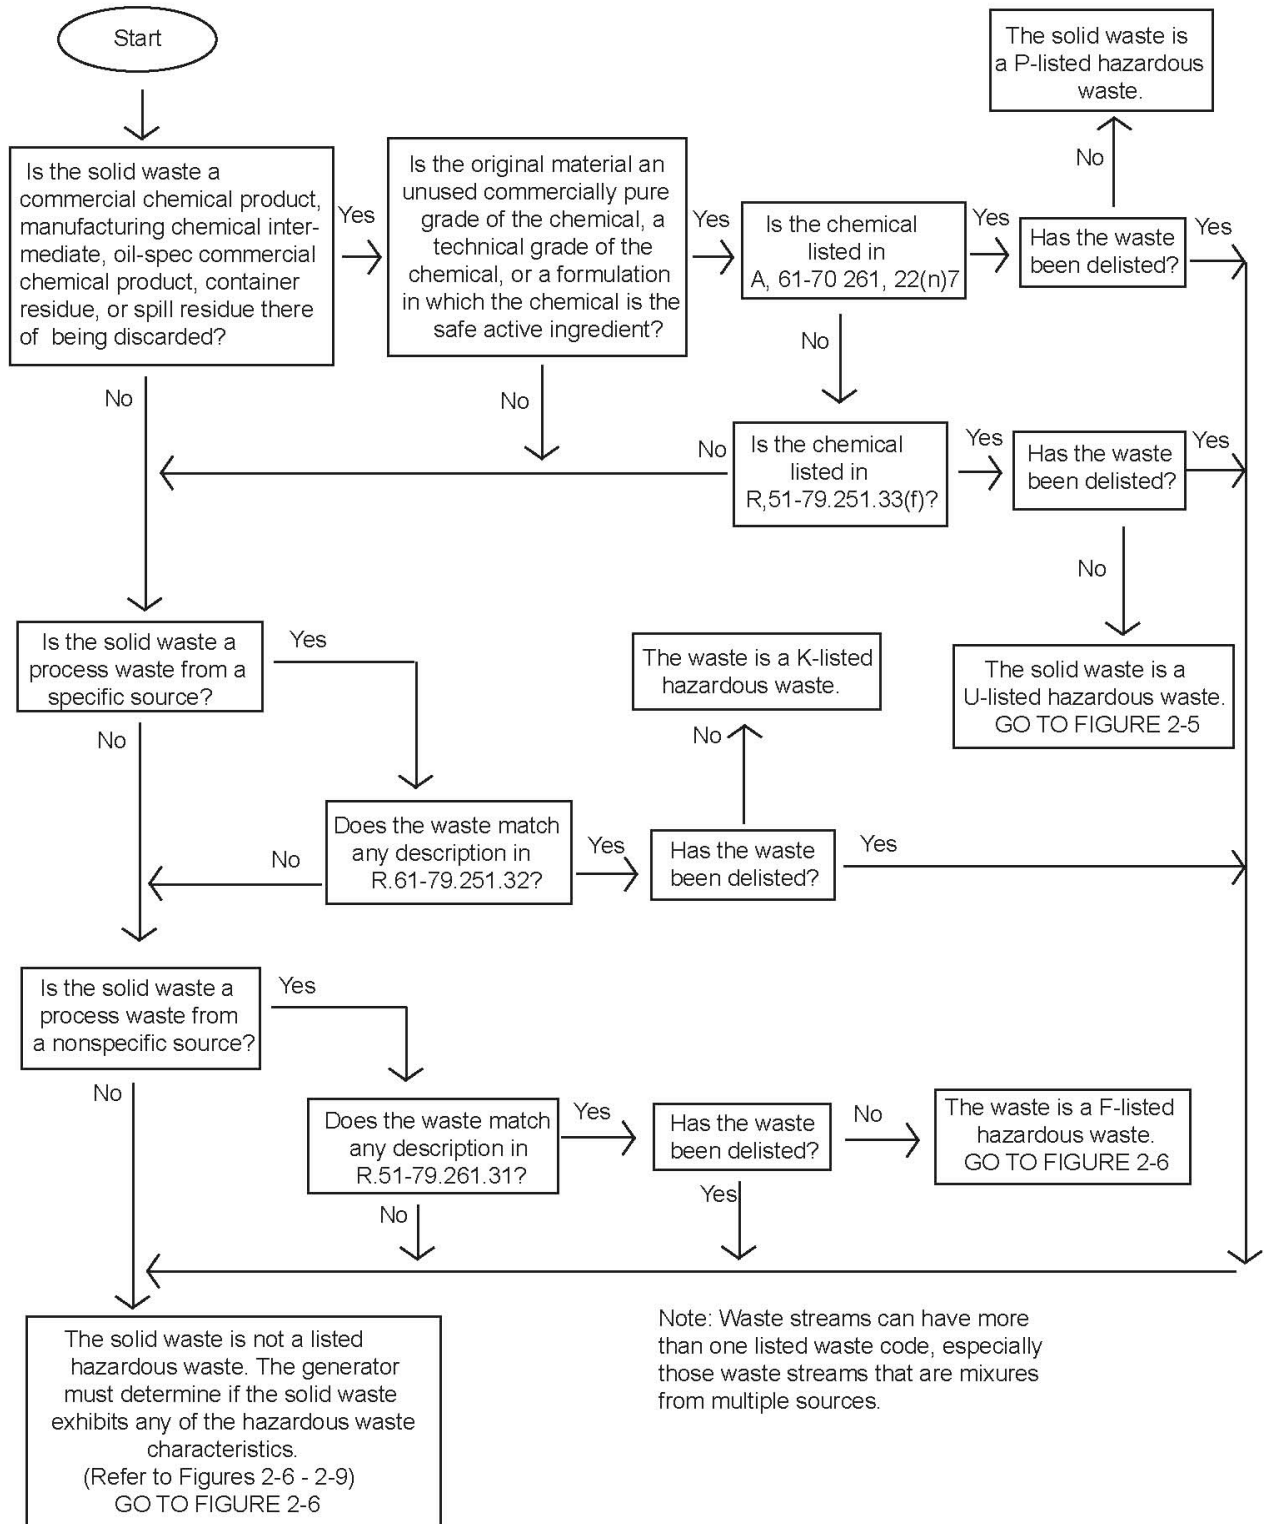 Start
The solid waste is
a P-listed hazardous
waste.
No
Is the solid waste a
commercial chemical product,
manufacturing chemical inter-
mediate, oil-spec commercial
chemical product, container
residue, or spill residue there
of being discarded?
Yes
Is the original material an
unused commercially pure
grade of the chemical, a
technical grade of the
chemical, or a formulation
in which the chemical is the
safe active ingredient?
Yes
Is the chemical
listed in
A, 61-70 261, 22(n)7
Yes
Has the waste
been delisted?
Yes
No
No
No
No
Is the chemical
listed in
R,51-79.251.33(f)?
Yes
Has the waste
been delisted?
Yes
No
Is the solid waste a
process waste from a
specific source?
Yes
The waste is a K-listed
hazardous waste.
The solid waste is a
U-listed hazardous waste.
GO TO FIGURE 2-5
No
No
Does the waste match
any description in
R.61-79.251.32?
No
Yes
Has the waste
been delisted?
Yes
Is the solid waste a
process waste from
a nonspecific source?
Yes
No
Does the waste match
any description in
R.51-79.261.31?
Yes
Has the waste
been delisted?
No
The waste is a F-listed
hazardous waste.
GO TO FIGURE 2-6
No
Yes
The solid waste is not a listed
hazardous waste. The generator
must determine if the solid waste
exhibits any of the hazardous waste
characteristics.
(Refer to Figures 2-6 - 2-9)
GO TO FIGURE 2-6
Note: Waste streams can have more
than one listed waste code, especially
those waste streams that are mixures
from multiple sources.